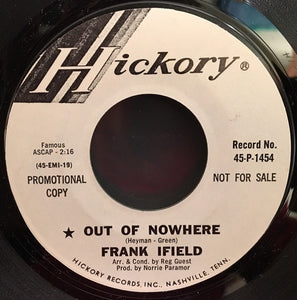 Hickory®
Famous
ASCAP - 2:16
(45-EMI-19)
PROMOTIONAL
COPY
Record No.
45-P-1454
NOT FOR SALE
★ OUT OF NOWHERE
(Heyman - Green)
FRANK IFIELD
Arr. & Cond. by Reg Guest
Prod. by Norrie Paramor
HICKORY RECORDS, INC., NASHVILLE, TENN.